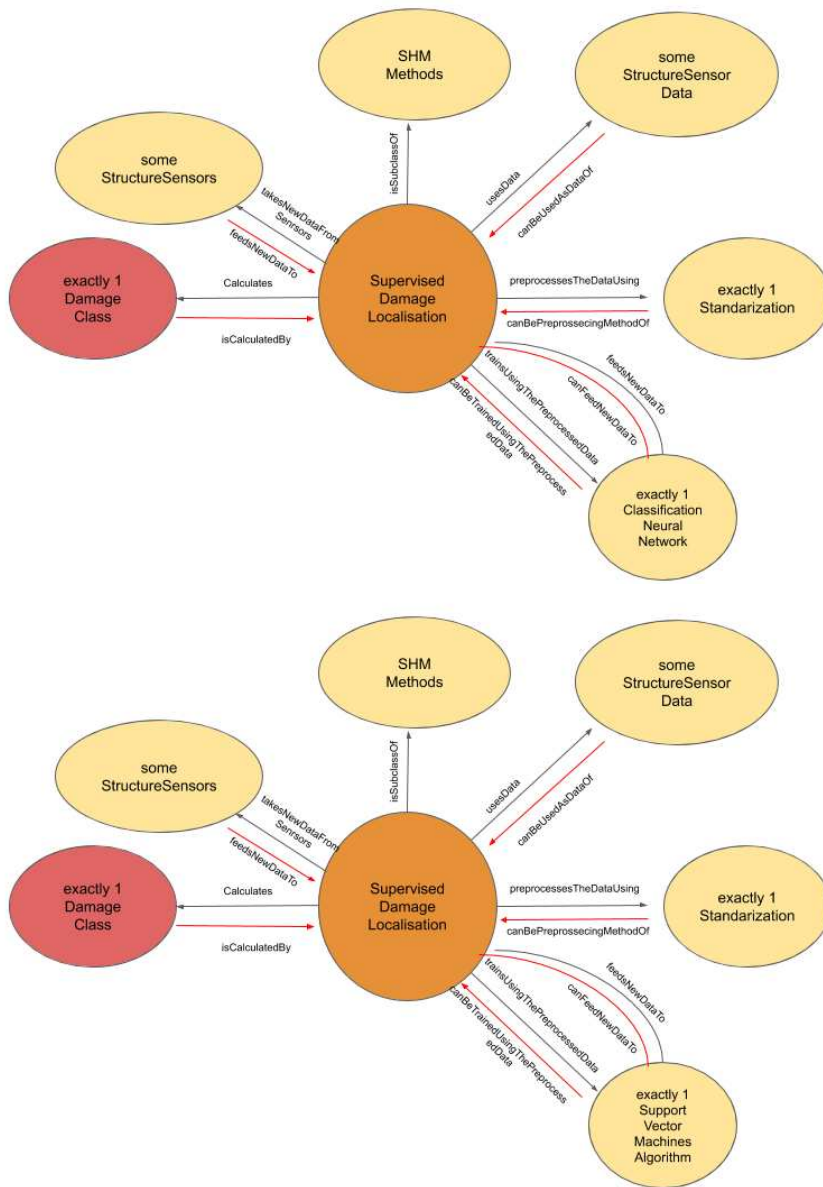 SHM
Methods
some
StructureSensor
Data
some
StructureSensors
isSubclassOf
usesData
canBeUsedAsDataOf
takesNewDataFrom
Senrsors
feedsNewDataTo
exactly 1
Damage
Class
Calculates
isCalculatedBy
Supervised
Damage
Localisation
preprocessesTheDataUsing
canBePreprossecingMethodOf
exactly 1
Standarization
feedsNewDataTo
canFeedNewDataTo
trainsUsingThePreprocessedData
canBeTrainedUsingThePreprocess
edData
exactly 1
Classification
Neural
Network
SHM
Methods
some
StructureSensor
Data
some
StructureSensors
isSubclassOf
usesData
canBeUsedAsDataOf
takesNewDataFrom
Senrsors
feedsNewDataTo
exactly 1
Damage
Class
Calculates
isCalculatedBy
Supervised
Damage
Localisation
preprocessesTheDataUsing
canBePreprossecingMethodOf
exactly 1
Standarization
feedsNewDataTo
canFeedNewDataTo
trainsUsingThePreprocessedData
canBeTrainedUsingThePreprocess
edData
exactly 1
Support
Vector
Machines
Algorithm